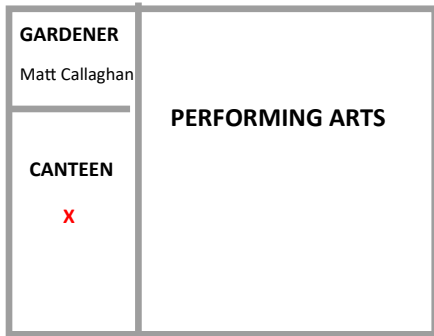 GARDENER
Matt Callaghan
PERFORMING ARTS
CANTEEN
X